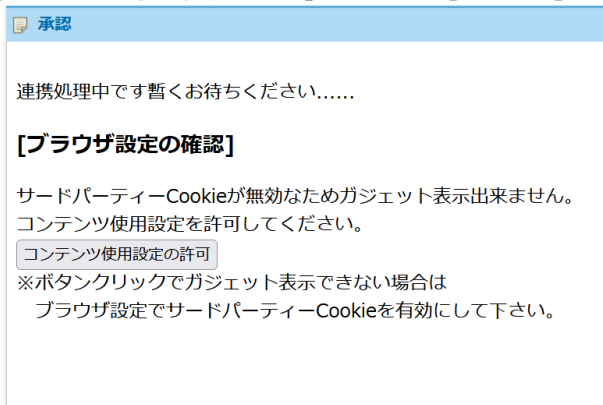 承認
連携処理中です暫くお待ちください......
[ブラウザ設定の確認]
サードパーティーCookieが無効なためガジェット表示出来ません。
コンテンツ使用設定を許可してください。
コンテンツ使用設定の許可
※ボタンクリックでガジェット表示できない場合は
ブラウザ設定でサードパーティーCookieを有効にして下さい。